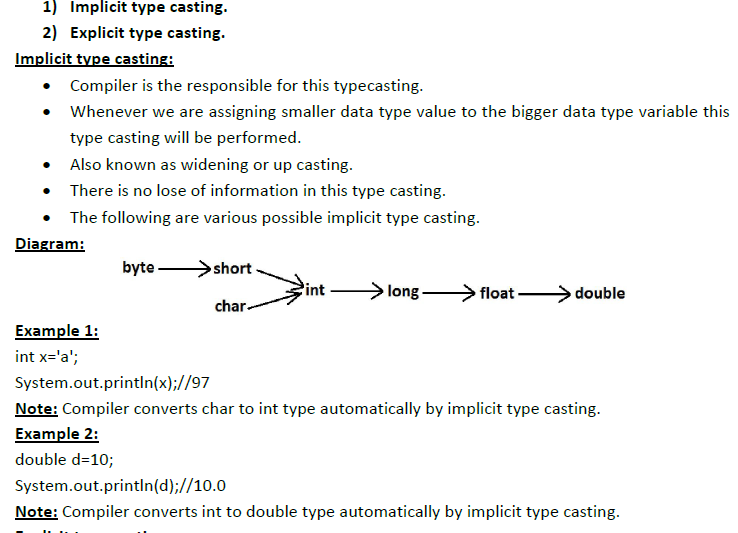 1) Implicit type casting.
2) Explicit type casting.
Implicit type casting:
• Compiler is the responsible for this typecasting.
• Whenever we are assigning smaller data type value to the bigger data type variable this
type casting will be performed.
• Also known as widening or up casting.
• There is no lose of information in this type casting.
• The following are various possible implicit type casting.
Diagram:
byte short
char
int long float double
Example 1:
int x='a';
System.out.println(x);//97
Note: Compiler converts char to int type automatically by implicit type casting.
Example 2:
double d=10;
System.out.println(d);//10.0
Note: Compiler converts int to double type automatically by implicit type casting.